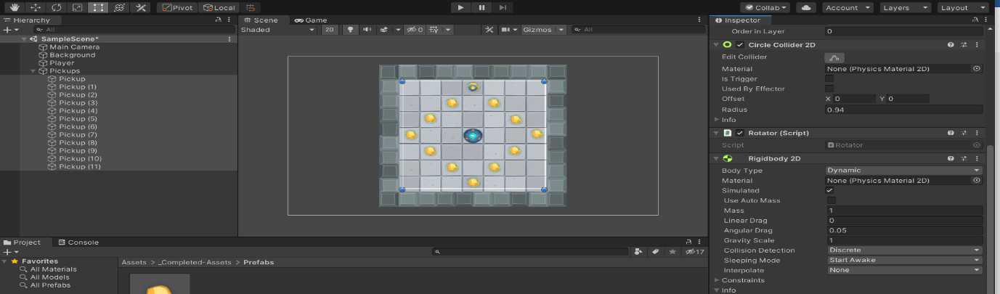 Pivot Local Collab Account Layers Layout
Hierarchy
All
SampleScene*
Main Camera
Background
Player
Pickups
Pickup
Pickup (1)
Pickup (2)
Pickup (3)
Pickup (4)
Pickup (5)
Pickup (6)
Pickup (7)
Pickup (8)
Pickup (9)
Pickup (10)
Pickup (11)
Scene Game
Shaded 2D 0 Gizmos All
Project Console
17
Favorites
All Materials
All Models
All Prefabs
Assets > _Completed-Assets > Prefabs
Inspector
Order in Layer 0
Circle Collider 2D
Edit Collider
Material None (Physics Material 2D)
Is Trigger
Used By Effector
Offset X 0 Y 0
Radius 0.94
Info
Rotator (Script)
Script Rotator
Rigidbody 2D
Body Type Dynamic
Material None (Physics Material 2D)
Simulated
Use Auto Mass
Mass 1
Linear Drag 0
Angular Drag 0.05
Gravity Scale 1
Collision Detection Discrete
Sleeping Mode Start Awake
Interpolate None
Constraints
Info